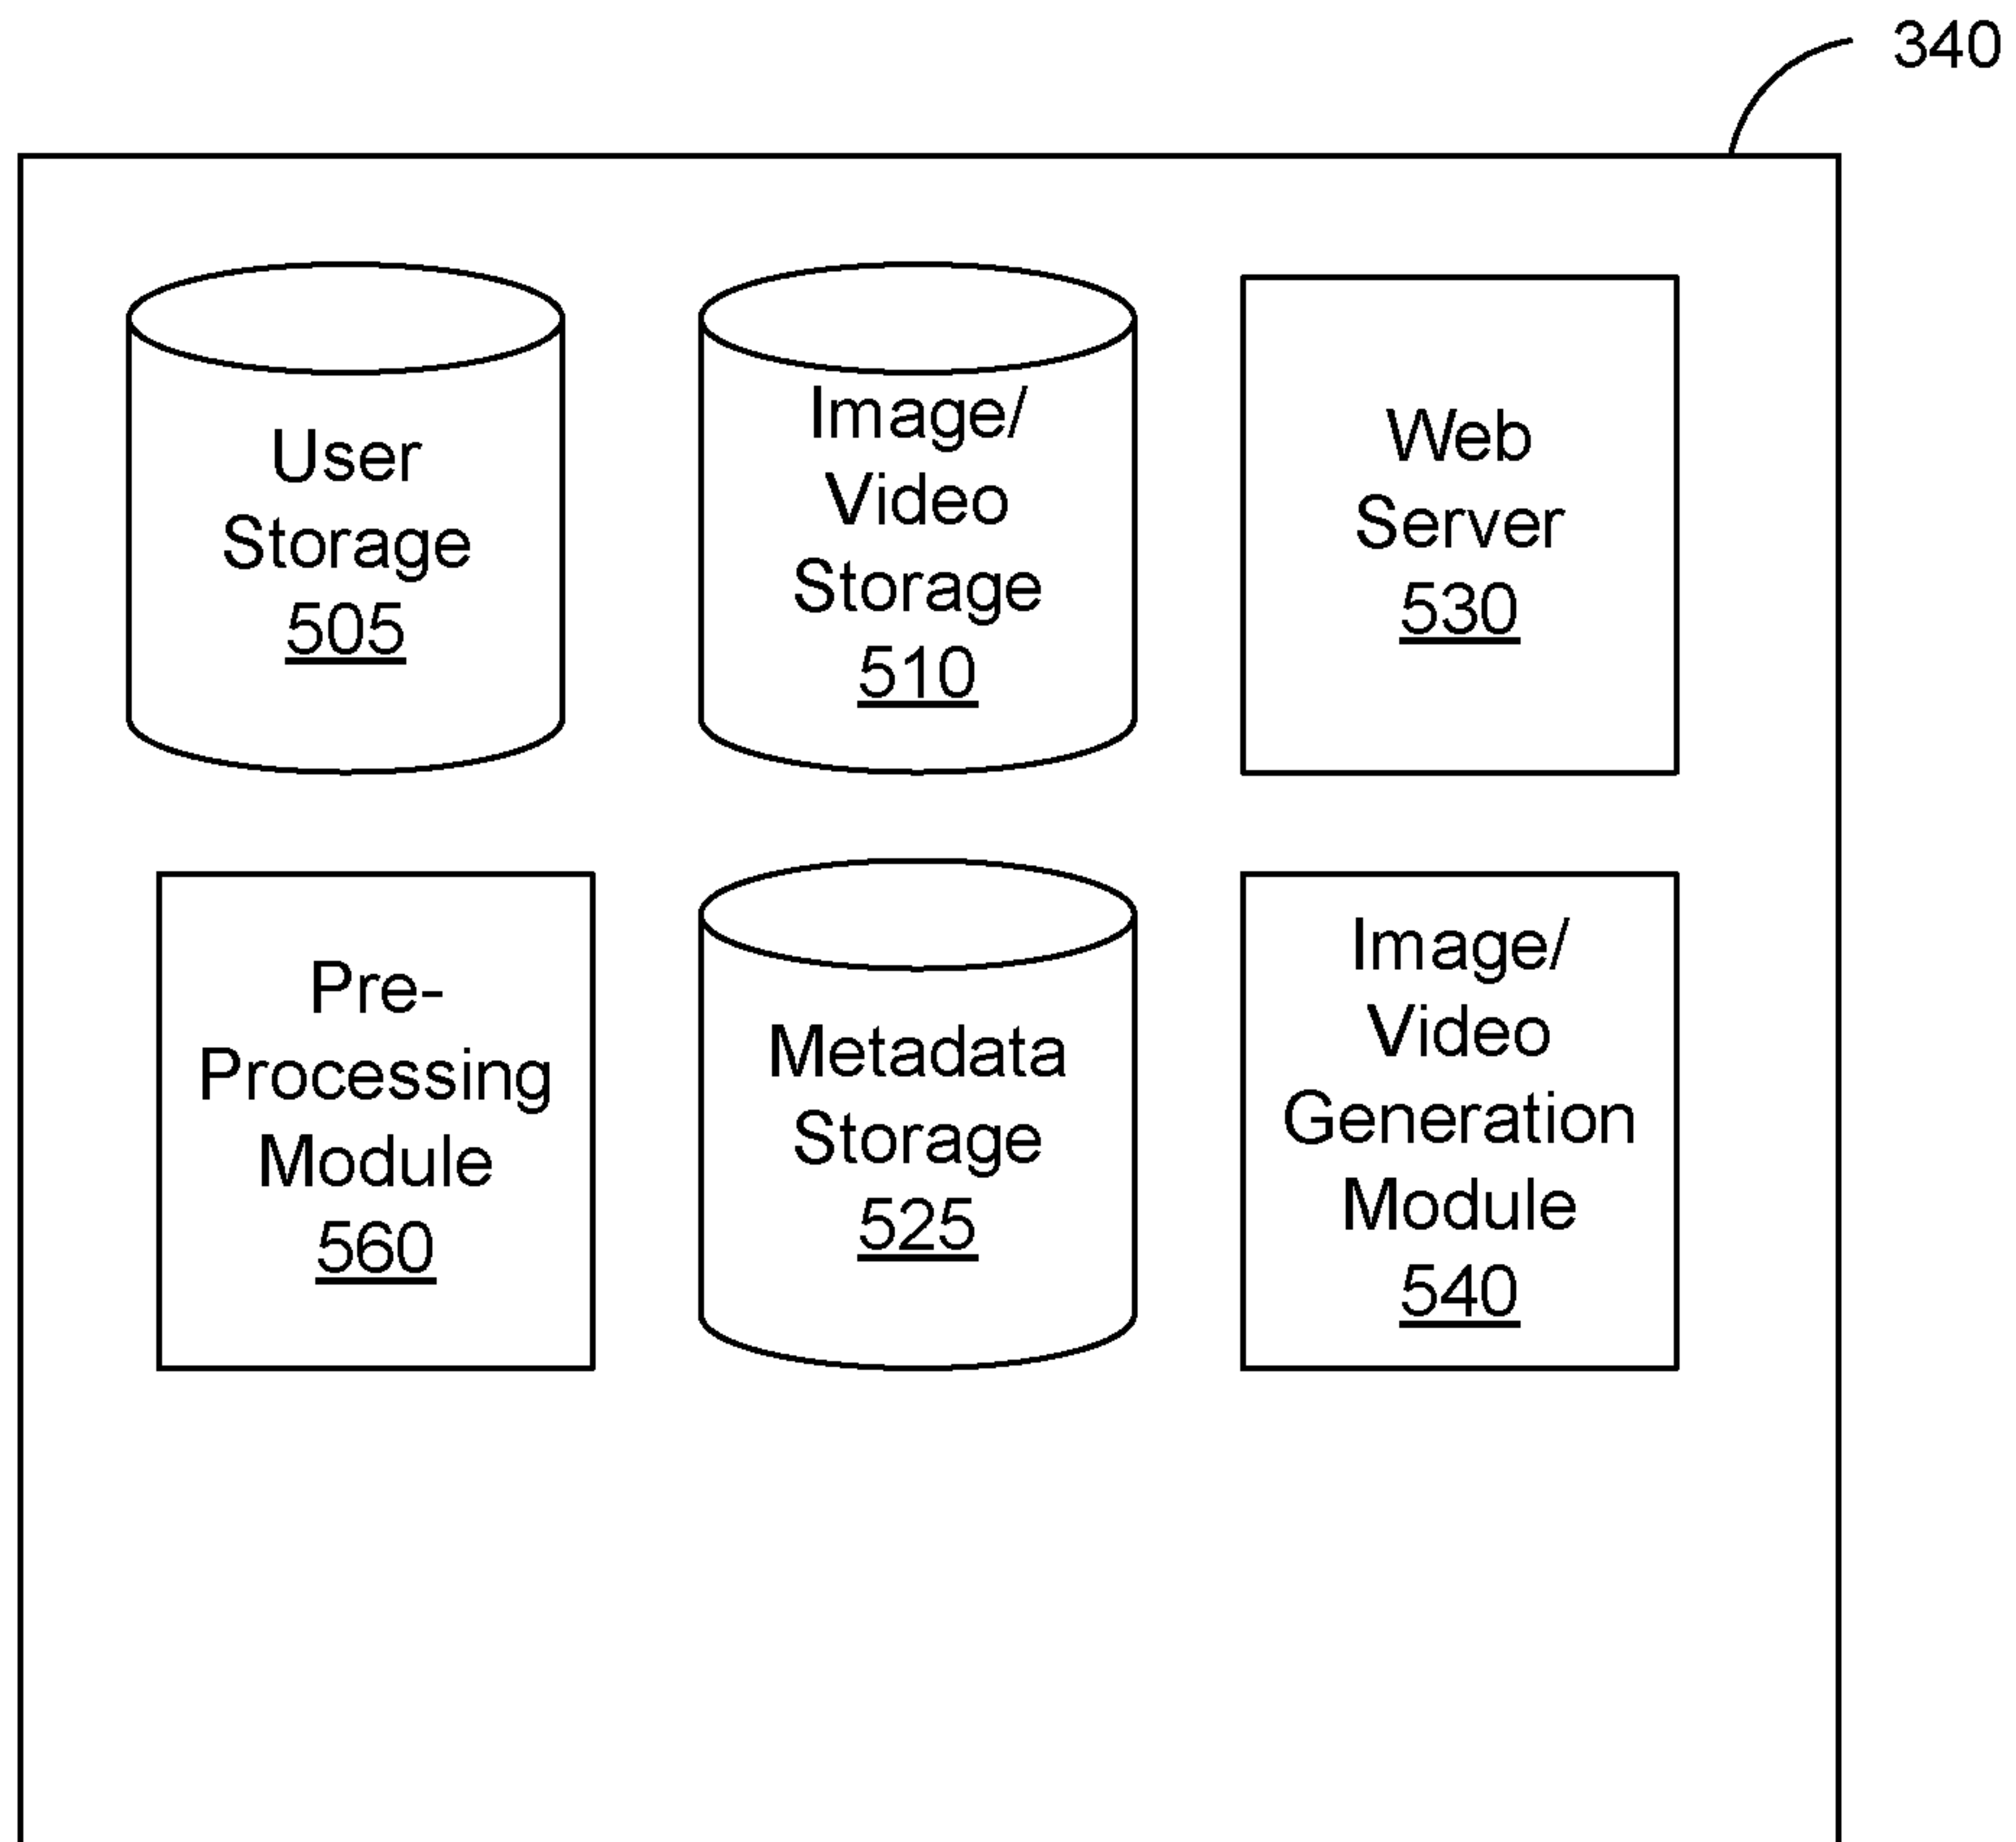 340
User
Storage
505
Image/
Video
Storage
510
Web
Server
530
Pre-
Processing
Module
560
Metadata
Storage
525
Image/
Video
Generation
Module
540